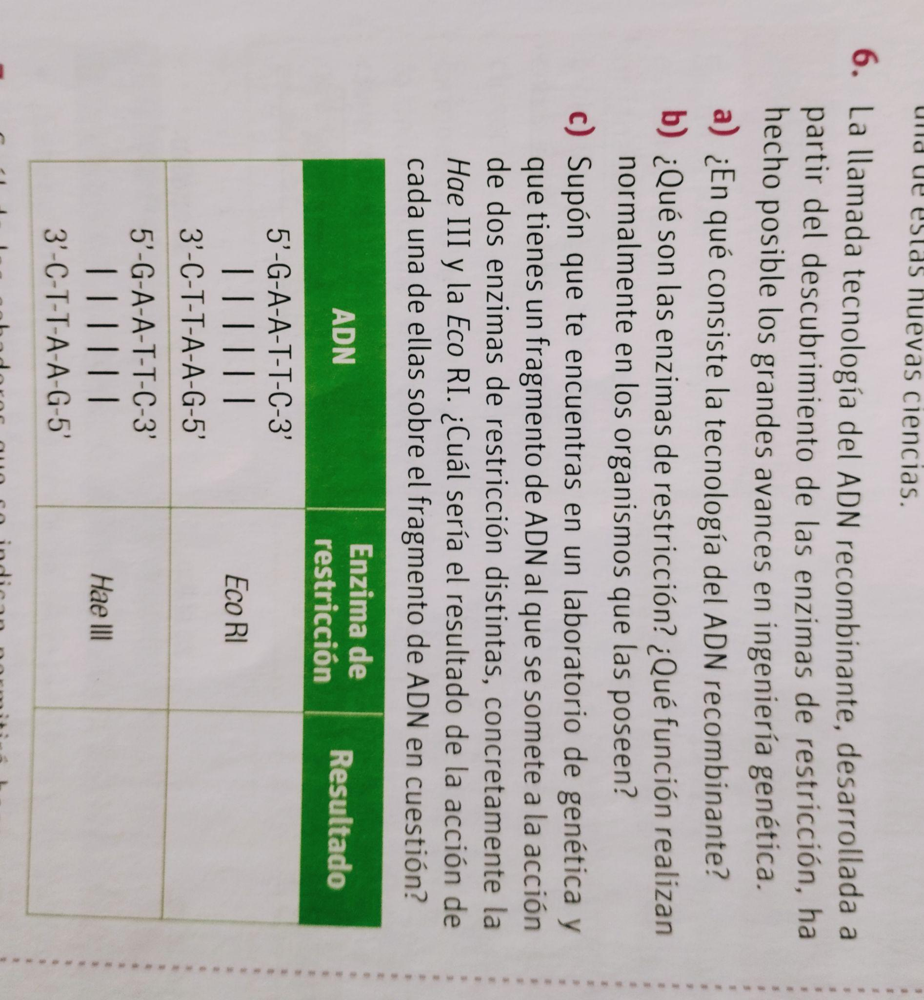 una de estas nuevas ciencias.
6. La llamada tecnología del ADN recombinante, desarrollada a
partir del descubrimiento de las enzimas de restricción, ha
hecho posible los grandes avances en ingeniería genética.
a) ¿En qué consiste la tecnología del ADN recombinante?
b) ¿Qué son las enzimas de restricción? ¿Qué función realizan
normalmente en los organismos que las poseen?
c) Supón que te encuentras en un laboratorio de genética y
que tienes un fragmento de ADN al que se somete a la acción
de dos enzimas de restricción distintas, concretamente la
Hae III y la Eco RI. ¿Cuál sería el resultado de la acción de
cada una de ellas sobre el fragmento de ADN en cuestión?
ADN Enzima de restricción Resultado
5'-G-A-A-T-T-C-3'
| | | | | | Eco RI
3'-C-T-T-A-A-G-5'
5'-G-A-A-T-T-C-3'
| | | | | | Hae III
3'-C-T-T-A-A-G-5'
que se indican